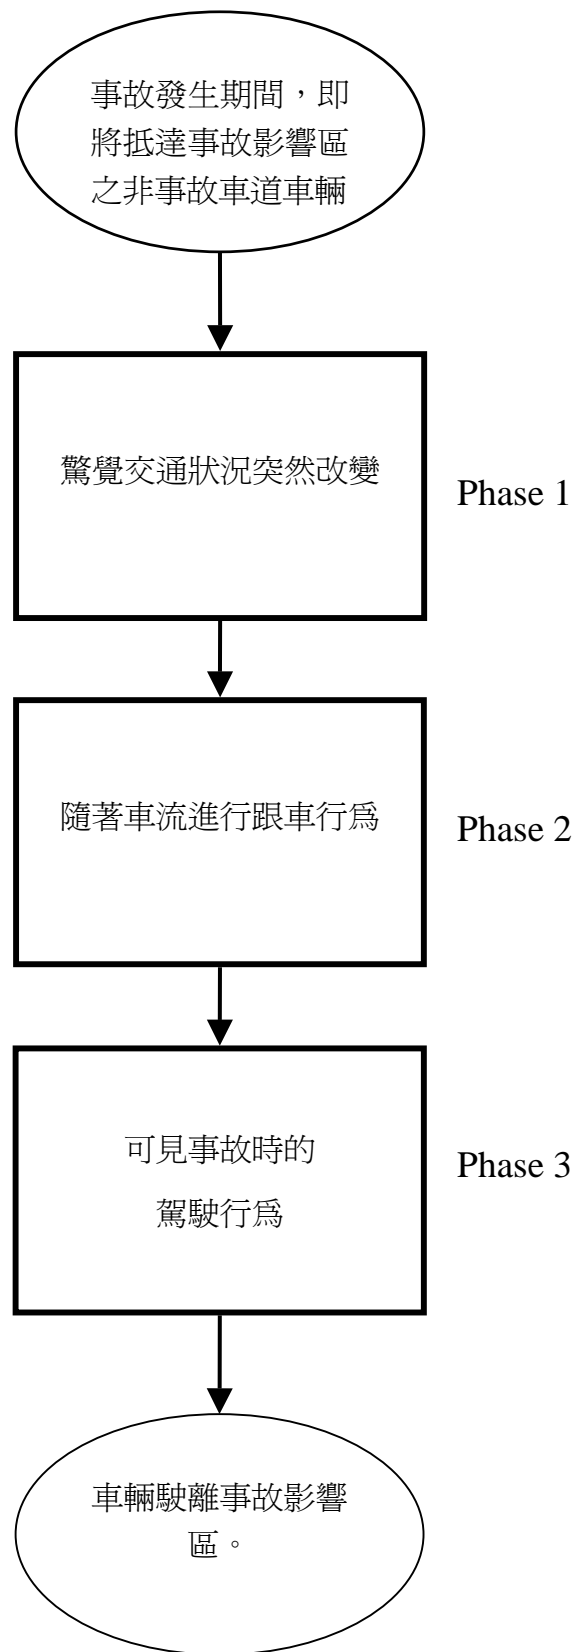 事故發生期間，即
將抵達事故影響區
之非事故車道車輛
驚覺交通狀況突然改變
Phase 1
隨著車流進行跟車行為
Phase 2
可見事故時的
駕駛行為
Phase 3
車輛駛離事故影響
區。